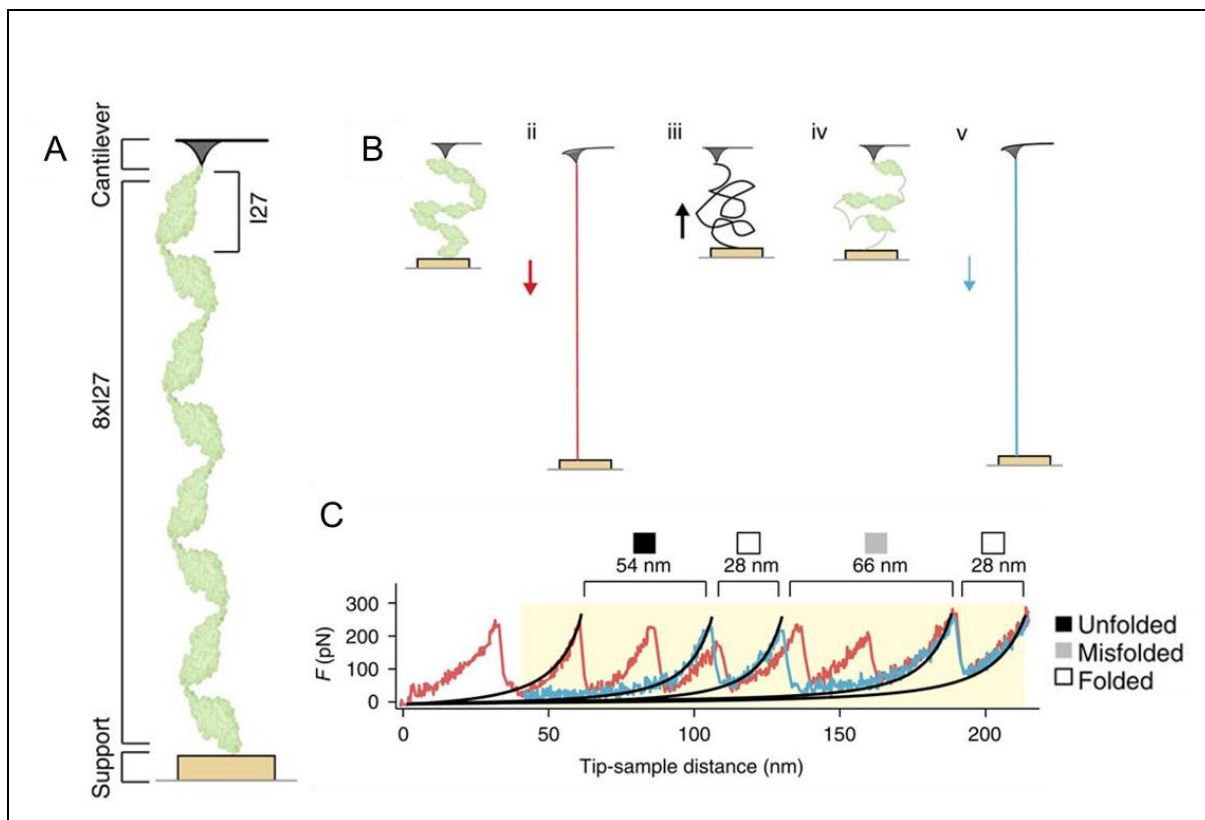 A
Cantilever
I27
8xI27
Support
B
ii
iii
iv
v
C
54 nm
28 nm
66 nm
28 nm
F (pN)
300
200
100
0
0
50
100
150
200
Tip-sample distance (nm)
Unfolded
Misfolded
Folded